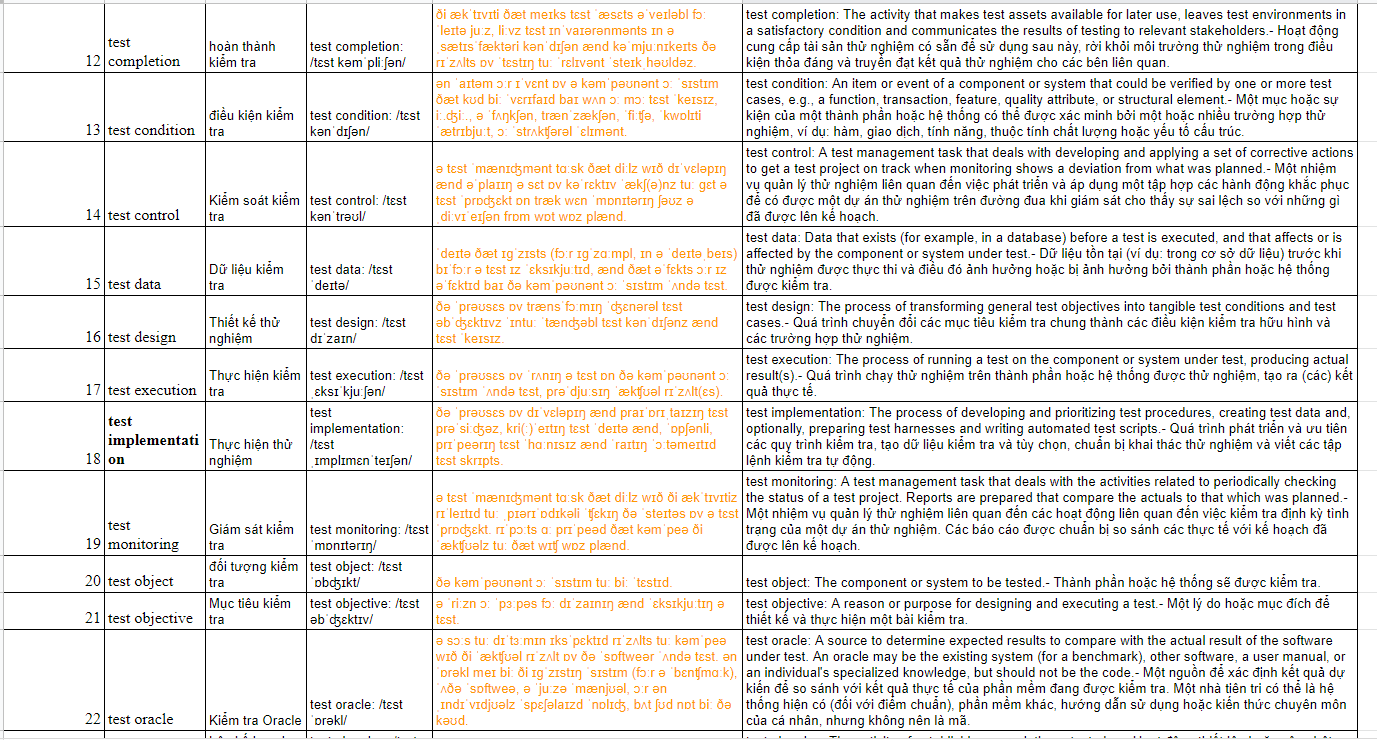 12
test
completion
hoàn thành
kiểm tra
test completion:
/tɛst kəmˈpliːʃən/
ði ækˈtɪvɪti ðæt meɪks tɛst ˈæsɛts əˈveɪləbl fɔː
ˈleɪtə juːz, liːvz tɛst ɪnˈvaɪərənmənts ɪn ə
ˌsætɪs fæktəri kənˈdɪʃən ænd kəˈmjuːnɪkeɪts ðə
rɪˈzʌlts ɒv ˈtɛstɪŋ tuː ˈrɛlɪvənt ˈsteɪkˌhəʊldəz.
test completion: The activity that makes test assets available for later use, leaves test environments in
a satisfactory condition and communicates the results of testing to relevant stakeholders.- Hoạt động
cung cấp tài sản thử nghiệm có sẵn để sử dụng sau này, rời khỏi môi trường thử nghiệm trong điều
kiện thỏa đáng và truyền đạt kết quả thử nghiệm cho các bên liên quan.
13
test condition
điều kiện kiểm
tra
test condition: /tɛst
kənˈdɪʃən/
ən ˈaɪtəm ɔːr ɪˈvɛnt ɒv ə kəmˈpəʊnənt ɔː ˈsɪstɪm
ðæt kʊd biː ˈvɛrɪfaɪd baɪ wʌn ɔː mɔː tɛst ˈkeɪsɪz,
iː.ʤiː., ə ˈfʌŋkʃən, trænˈzækʃən, ˈfiːʧə, ˈkwɒlɪti
ˈætrɪbjuːt, ɔː ˈstrʌkʧərəl ˈɛlɪmənt.
test condition: An item or event of a component or system that could be verified by one or more test
cases, e.g., a function, transaction, feature, quality attribute, or structural element.- Một mục hoặc sự
kiện của một thành phần hoặc hệ thống có thể được xác minh bởi một hoặc nhiều trường hợp thử
nghiệm, ví dụ: hàm, giao dịch, tính năng, thuộc tính chất lượng hoặc yếu tố cấu trúc.
14
test control
Kiểm soát kiểm
tra
test control: /tɛst
kənˈtrəʊl/
ə tɛst ˈmænɪʤmənt tɑːsk ðæt diːlz wɪð dɪˈvɛləpɪŋ
ænd əˈplaɪɪŋ ə sɛt ɒv kəˈrɛktɪv ˈækʃ(ə)nz tuː gɛt ə
tɛst ˈprɒʤɛkt ɒn træk wɛn ˈmɒnɪtərɪŋ ʃəʊz ə
ˌdiːvɪˈeɪʃən frɒm wɒt wɒz plænd.
test control: A test management task that deals with developing and applying a set of corrective actions
to get a test project on track when monitoring shows a deviation from what was planned.- Một nhiệm
vụ quản lý thử nghiệm liên quan đến việc phát triển và áp dụng một tập hợp các hành động khắc phục
để có được một dự án thử nghiệm trên đường đua khi giám sát cho thấy sự sai lệch so với những gì
đã được lên kế hoạch.
15
test data
Dữ liệu kiểm
tra
test data: /tɛst
ˈdeɪtə/
ˈdeɪtə ðæt ɪgˈzɪsts (fɔːr ɪgˈzɑːmpl, ɪn ə ˈdeɪtəˌbeɪs)
bɪˈfɔːr ə tɛst ɪz ˈɛksɪkjuːtɪd, ænd ðæt əˈfɛkts ɔːr ɪz
əˈfɛktɪd baɪ ðə kəmˈpəʊnənt ɔː ˈsɪstɪm ˈʌndə tɛst.
test data: Data that exists (for example, in a database) before a test is executed, and that affects or is
affected by the component or system under test.- Dữ liệu tồn tại (ví dụ: trong cơ sở dữ liệu) trước khi
thử nghiệm được thực thi và điều đó ảnh hưởng hoặc bị ảnh hưởng bởi thành phần hoặc hệ thống
được kiểm tra.
16
test design
Thiết kế thử
nghiệm
test design: /tɛst
dɪˈzaɪn/
ðə ˈprəʊsɛs ɒv trænsˈfɔːmɪŋ ˈʤɛnərəl tɛst
əbˈʤɛktɪvz ˈɪntuː ˈtænʤəbl tɛst kənˈdɪʃənz ænd
tɛst ˈkeɪsɪz.
test design: The process of transforming general test objectives into tangible test conditions and test
cases.- Quá trình chuyển đổi các mục tiêu kiểm tra chung thành các điều kiện kiểm tra hữu hình và
các trường hợp thử nghiệm.
17
test execution
Thực hiện kiểm
tra
test execution: /tɛst
ˌɛksɪˈkjuːʃən/
ðə ˈprəʊsɛs ɒv ˈrʌnɪŋ ə tɛst ɒn ðə kəmˈpəʊnənt ɔː
ˈsɪstɪm ˈʌndə tɛst, prəˈdjuːsɪŋ ˈækʧʊəl rɪˈzʌlt(ɛs).
test execution: The process of running a test on the component or system under test, producing actual
result(s).- Quá trình chạy thử nghiệm trên thành phần hoặc hệ thống được thử nghiệm, tạo ra (các) kết
quả thực tế.
18
test
implementati
on
Thực hiện thử
nghiệm
test
implementation:
/tɛst
ˌɪmplɪmɛnˈteɪʃən/
ðə ˈprəʊsɛs ɒv dɪˈvɛləpɪŋ ænd praɪˈɒrɪˌtaɪzɪŋ tɛst
prəˈsiːʤəz, kri(ː)ˈeɪtɪŋ tɛst ˈdeɪtə ænd, ˈɒpʃənli,
prɪˈpeərɪŋ tɛst ˈhɑːnɪsɪz ænd ˈraɪtɪŋ ˈɔːtəmeɪtɪd
tɛst skrɪpts.
test implementation: The process of developing and prioritizing test procedures, creating test data and,
optionally, preparing test harnesses and writing automated test scripts.- Quá trình phát triển và ưu tiên
các quy trình kiểm tra, tạo dữ liệu kiểm tra và tùy chọn, chuẩn bị khai thác thử nghiệm và viết các tập
lệnh kiểm tra tự động.
19
test
monitoring
Giám sát kiểm
tra
test monitoring: /tɛst
ˈmɒnɪtərɪŋ/
ə tɛst ˈmænɪʤmənt tɑːsk ðæt diːlz wɪð ði ækˈtɪvɪtiz
rɪˈleɪtɪd tuː ˌpɪərɪˈɒdɪkəli ˈʧɛkɪŋ ðə ˈsteɪtəs ɒv ə tɛst
ˈprɒʤɛkt. rɪˈpɔːts ɑː prɪˈpeəd ðæt kəmˈpeə ði
ˈækʧʊəlz tuː ðæt wɪʧ wɒz plænd.
test monitoring: A test management task that deals with the activities related to periodically checking
the status of a test project. Reports are prepared that compare the actuals to that which was planned.-
Một nhiệm vụ quản lý thử nghiệm liên quan đến các hoạt động liên quan đến việc kiểm tra định kỳ tình
trạng của một dự án thử nghiệm. Các báo cáo được chuẩn bị so sánh các thực tế với kế hoạch đã
được lên kế hoạch.
20
test object
đối tượng kiểm
tra
test object: /tɛst
ˈɒbʤɪkt/
ðə kəmˈpəʊnənt ɔː ˈsɪstɪm tuː biː ˈtɛstɪd.
test object: The component or system to be tested.- Thành phần hoặc hệ thống sẽ được kiểm tra.
21
test objective
Mục tiêu kiểm
tra
test objective: /tɛst
əbˈʤɛktɪv/
ə ˈriːzn ɔː ˈpɜːpəs fɔː dɪˈzaɪnɪŋ ænd ˈɛksɪkjuːtɪŋ ə
tɛst.
test objective: A reason or purpose for designing and executing a test.- Một lý do hoặc mục đích để
thiết kế và thực hiện một bài kiểm tra.
22
test oracle
Kiểm tra Oracle
test oracle: /tɛst
ˈɒrəkl/
ə sɔːs tuː dɪˈtɜːmɪn ɪksˈpɛktɪd rɪˈzʌlts tuː kəmˈpeə
wɪð ði ˈækʧʊəl rɪˈzʌlt ɒv ðə ˈsɒftweər ˈʌndə tɛst. ən
ˈɒrəkl meɪ biː ði ɪgˈzɪstɪŋ ˈsɪstɪm (fɔːr ə ˈbɛnʧmɑːk),
ˈʌðə ˈsɒftweə, ə ˈjuːzə ˈmænjʊəl, ɔːr ən
ˌɪndɪˈvɪdjʊəlz ˈspɛʃəlaɪzd ˈnɒlɪʤ, bʌt ʃʊd nɒt biː ðə
kəʊd.
test oracle: A source to determine expected results to compare with the actual result of the software
under test. An oracle may be the existing system (for a benchmark), other software, a user manual, or
an individual's specialized knowledge, but should not be the code.- Một nguồn để xác định kết quả dự
kiến để so sánh với kết quả thực tế của phần mềm đang được kiểm tra. Một nhà tiên tri có thể là hệ
thống hiện có (đối với điểm chuẩn), phần mềm khác, hướng dẫn sử dụng hoặc kiến thức chuyên môn
của cá nhân, nhưng không nên là mã.